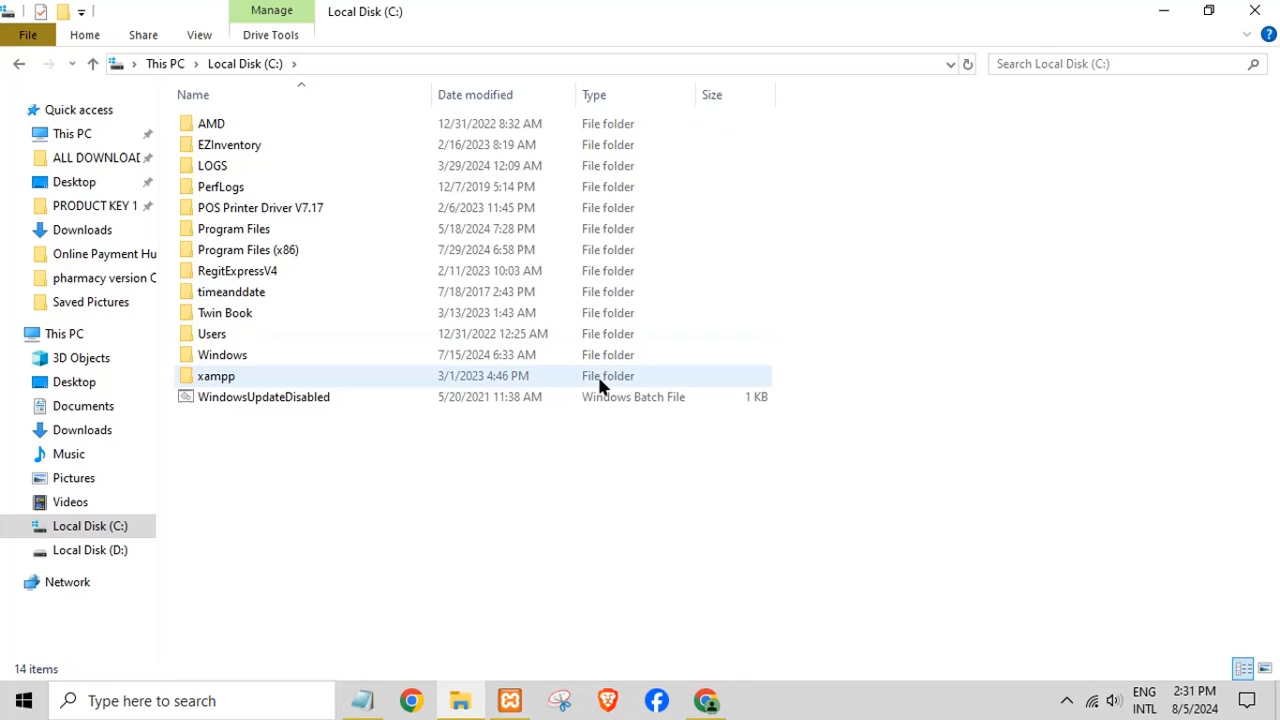 Manage
Local Disk (C:)
File
Home
Share
View
Drive Tools
This PC
Local Disk (C:)
Search Local Disk (C:)
Name
Date modified
Type
Size
Quick access
This PC
ALL DOWNLOAD
Desktop
PRODUCT KEY 1
Downloads
Online Payment Hu
pharmacy version C
Saved Pictures
This PC
3D Objects
Desktop
Documents
Downloads
Music
Pictures
Videos
Local Disk (C:)
Local Disk (D:)
Network
AMD 12/31/2022 8:32 AM File folder
EZInventory 2/16/2023 8:19 AM File folder
LOGS 3/29/2024 12:09 AM File folder
PerfLogs 12/7/2019 5:14 PM File folder
POS Printer Driver V7.17 2/6/2023 11:45 PM File folder
Program Files 5/18/2024 7:28 PM File folder
Program Files (x86) 7/29/2024 6:58 PM File folder
RegitExpressV4 2/11/2023 10:03 AM File folder
timeanddate 7/18/2017 2:43 PM File folder
Twin Book 3/13/2023 1:43 AM File folder
Users 12/31/2022 12:25 AM File folder
Windows 7/15/2024 6:33 AM File folder
xampp 3/1/2023 4:46 PM File folder
WindowsUpdateDisabled 5/20/2021 11:38 AM Windows Batch File 1 KB
14 items
Type here to search
ENG
INTL
2:31 PM
8/5/2024